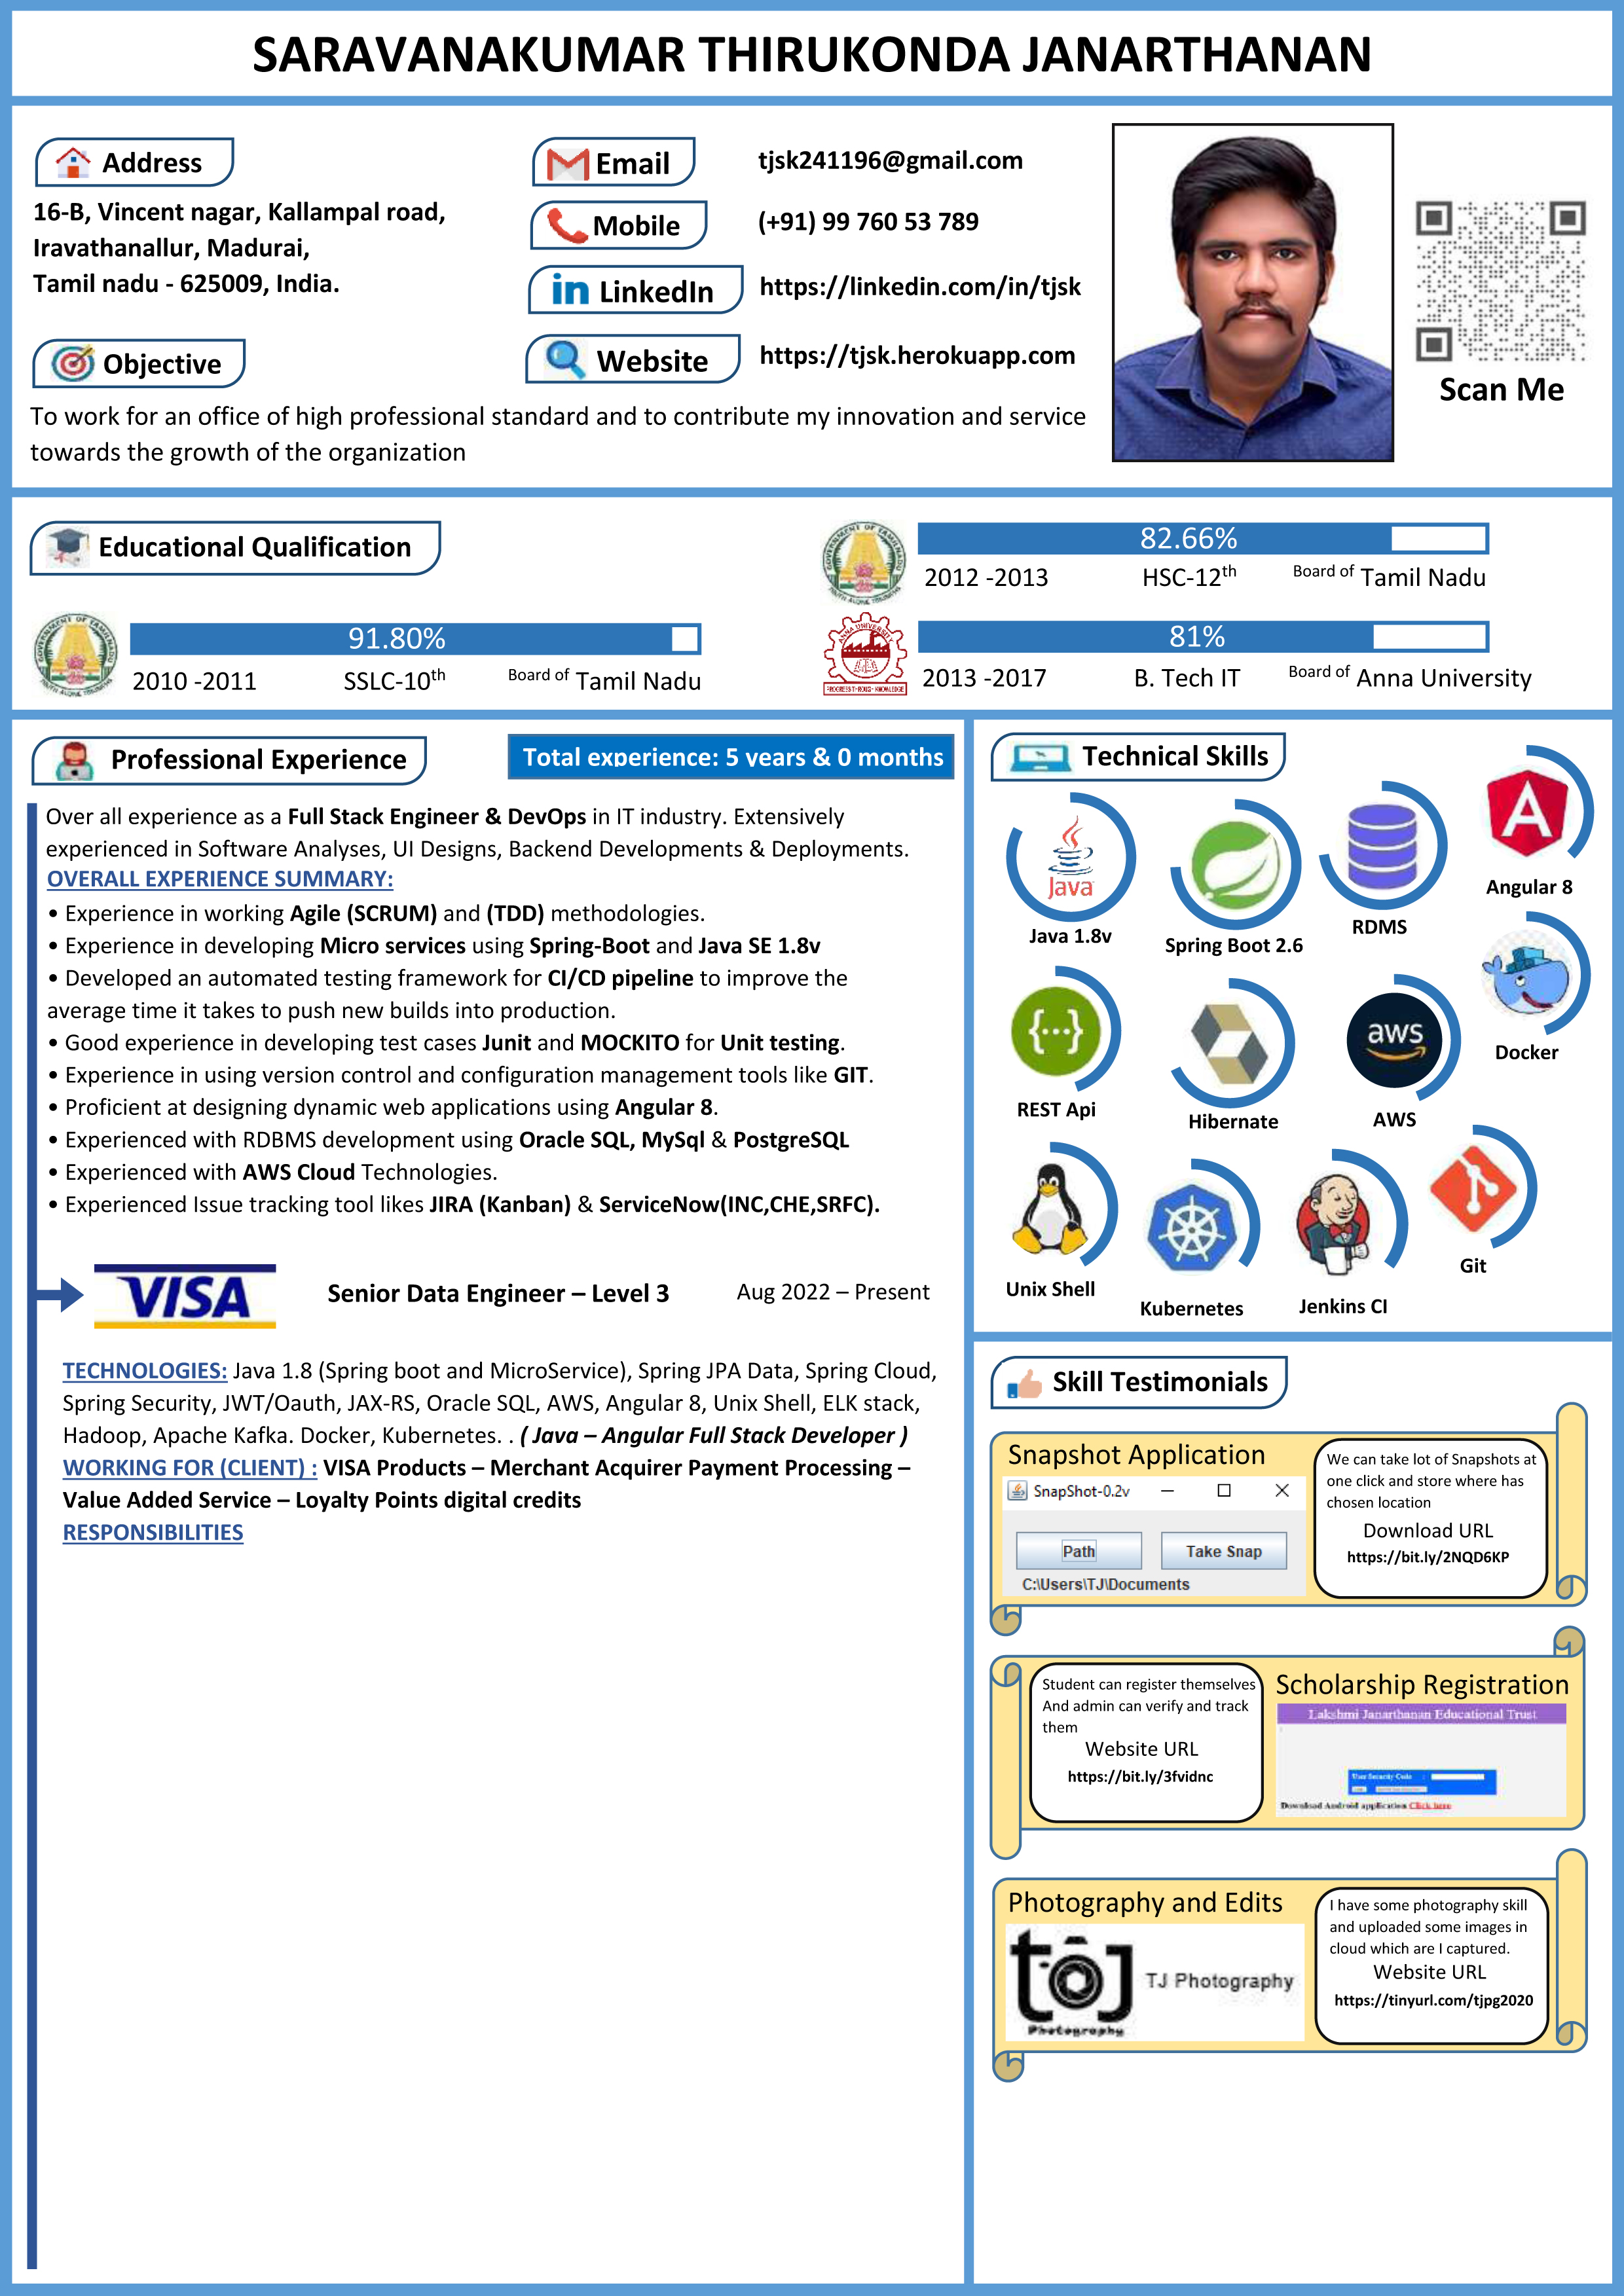 SARAVANAKUMAR THIRUKONDA JANARTHANAN
Address
16-B, Vincent nagar, Kallampal road,
Iravathanallur, Madurai,
Tamil nadu - 625009, India.
Email
tjsk241196@gmail.com
Mobile
(+91) 99 760 53 789
LinkedIn
https://linkedin.com/in/tjsk
Website
https://tjsk.herokuapp.com
Scan Me
Objective
To work for an office of high professional standard and to contribute my innovation and service
towards the growth of the organization
Educational Qualification
91.80%
2010 -2011 SSLC-10th Board of Tamil Nadu
82.66%
2012 -2013 HSC-12th Board of Tamil Nadu
81%
2013 -2017 B. Tech IT Board of Anna University
Professional Experience
Total experience: 5 years & 0 months
Over all experience as a Full Stack Engineer & DevOps in IT industry. Extensively
experienced in Software Analyses, UI Designs, Backend Developments & Deployments.
OVERALL EXPERIENCE SUMMARY:
• Experience in working Agile (SCRUM) and (TDD) methodologies.
• Experience in developing Micro services using Spring-Boot and Java SE 1.8v
• Developed an automated testing framework for CI/CD pipeline to improve the
average time it takes to push new builds into production.
• Good experience in developing test cases Junit and MOCKITO for Unit testing.
• Experience in using version control and configuration management tools like GIT.
• Proficient at designing dynamic web applications using Angular 8.
• Experienced with RDBMS development using Oracle SQL, MySql & PostgreSQL
• Experienced with AWS Cloud Technologies.
• Experienced Issue tracking tool likes JIRA (Kanban) & ServiceNow(INC,CHE,SRFC).
VISA
Senior Data Engineer – Level 3
Aug 2022 – Present
TECHNOLOGIES: Java 1.8 (Spring boot and MicroService), Spring JPA Data, Spring Cloud,
Spring Security, JWT/Oauth, JAX-RS, Oracle SQL, AWS, Angular 8, Unix Shell, ELK stack,
Hadoop, Apache Kafka. Docker, Kubernetes. . ( Java – Angular Full Stack Developer )
WORKING FOR (CLIENT) : VISA Products – Merchant Acquirer Payment Processing –
Value Added Service – Loyalty Points digital credits
RESPONSIBILITIES
Technical Skills
Java
Java 1.8v
Spring Boot 2.6
RDMS
A
Angular 8
REST Api
Hibernate
aws
AWS
Docker
Unix Shell
Kubernetes
Jenkins CI
Git
Skill Testimonials
Snapshot Application
SnapShot-0.2v
Path
Take Snap
C:\Users\TJ\Documents
We can take lot of Snapshots at
one click and store where has
chosen location
Download URL
https://bit.ly/2NQD6KP
Student can register themselves
And admin can verify and track
them
Website URL
https://bit.ly/3fvidnc
Scholarship Registration
Lakshmi Janarthanan Educational Trust
User Security Code :
Download Android application Click here
Photography and Edits
toj
Photography
TJ Photography
I have some photography skill
and uploaded some images in
cloud which are I captured.
Website URL
https://tinyurl.com/tjpg2020